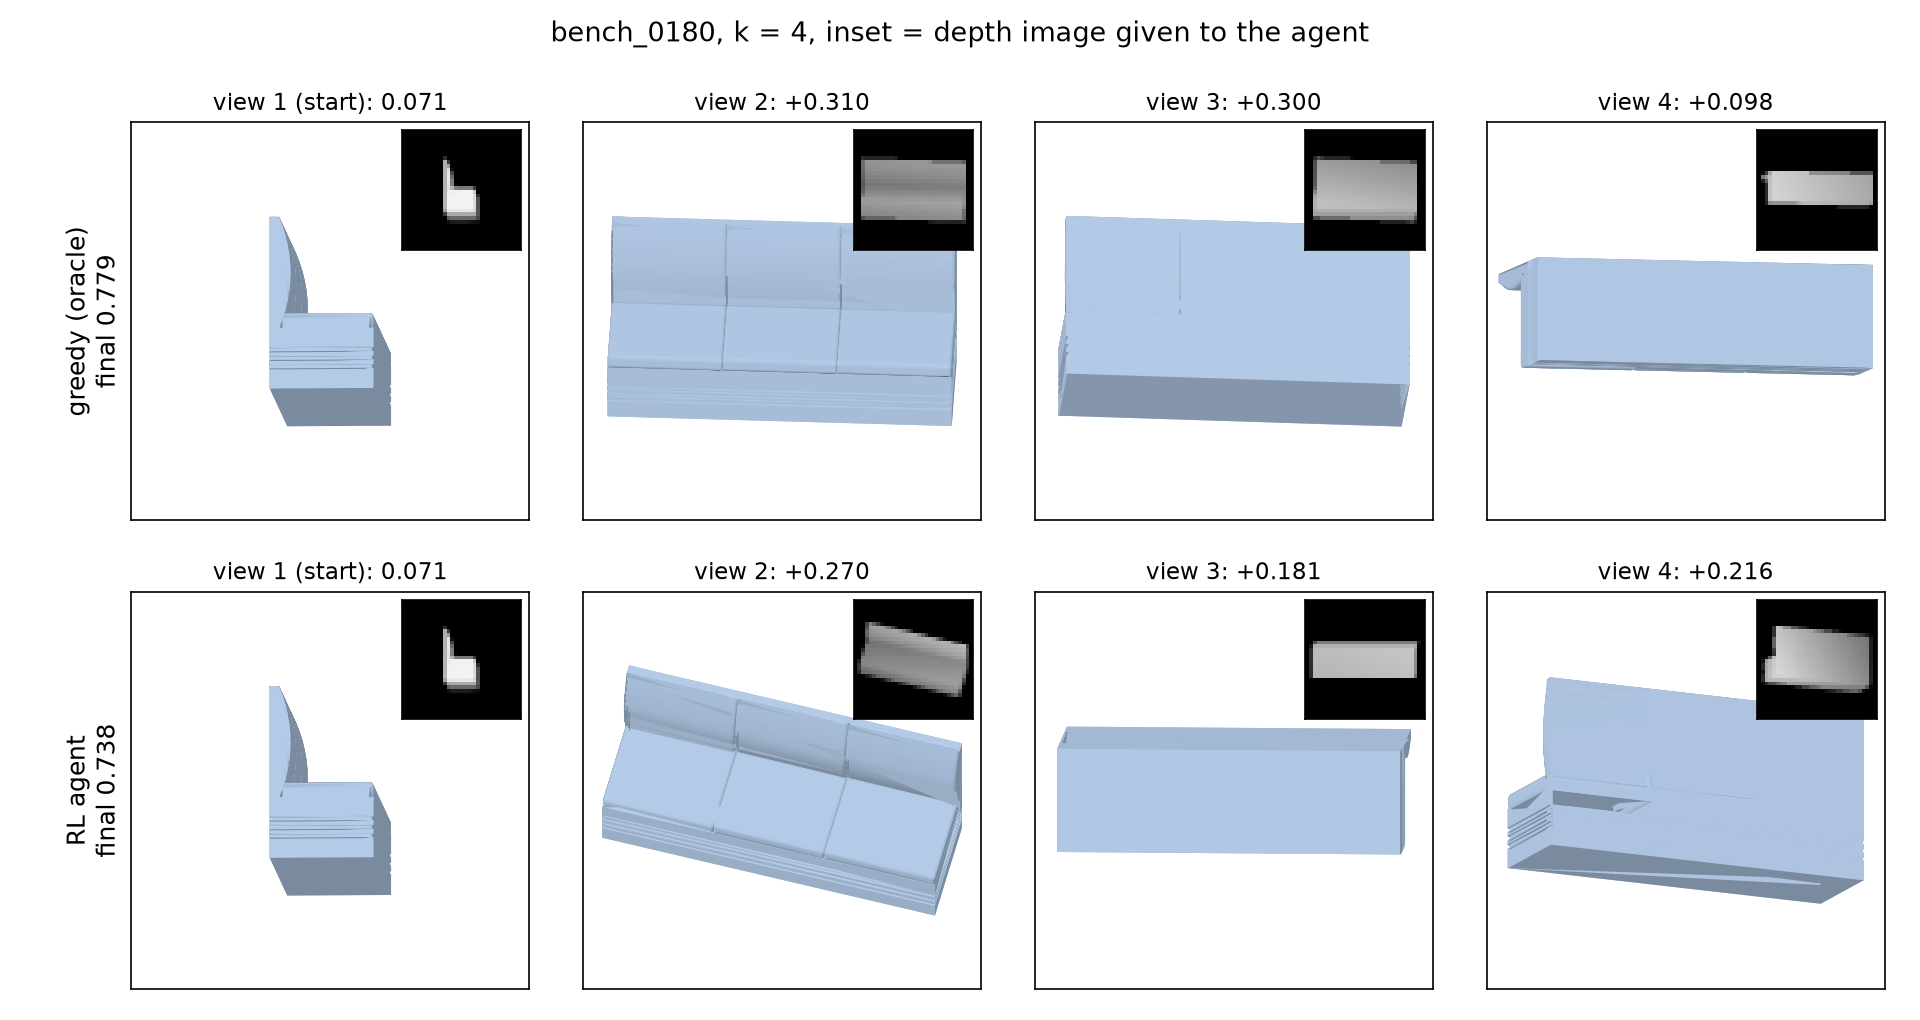 bench_0180, k = 4, inset = depth image given to the agent
view 1 (start): 0.071
view 2: +0.310
view 3: +0.300
view 4: +0.098
greedy (oracle)
final 0.779
view 1 (start): 0.071
view 2: +0.270
view 3: +0.181
view 4: +0.216
RL agent
final 0.738